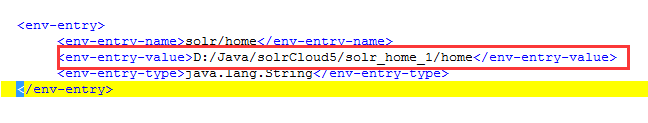 <env-entry>
<env-entry-name>solr/home</env-entry-name>
<env-entry-value>D:/Java/solrCloud5/solr_home_1/home</env-entry-value>
<env-entry-type>java.lang.String</env-entry-type>
</env-entry>